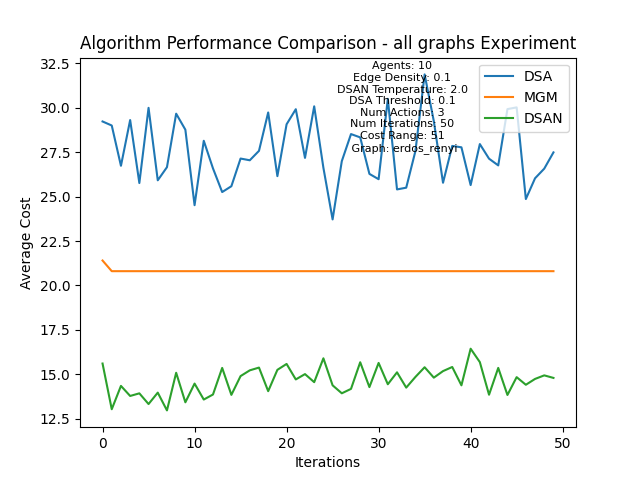 Algorithm Performance Comparison - all graphs Experiment
Agents: 10
Edge Density: 0.1
DSAN Temperature: 2.0
DSA Threshold: 0.1
Num Actions: 3
Num Iterations: 50
Cost Range: 51
Graph: erdos_renyi
DSA
MGM
DSAN
32.5
30.0
27.5
25.0
22.5
20.0
17.5
15.0
12.5
Average Cost
0 10 20 30 40 50
Iterations